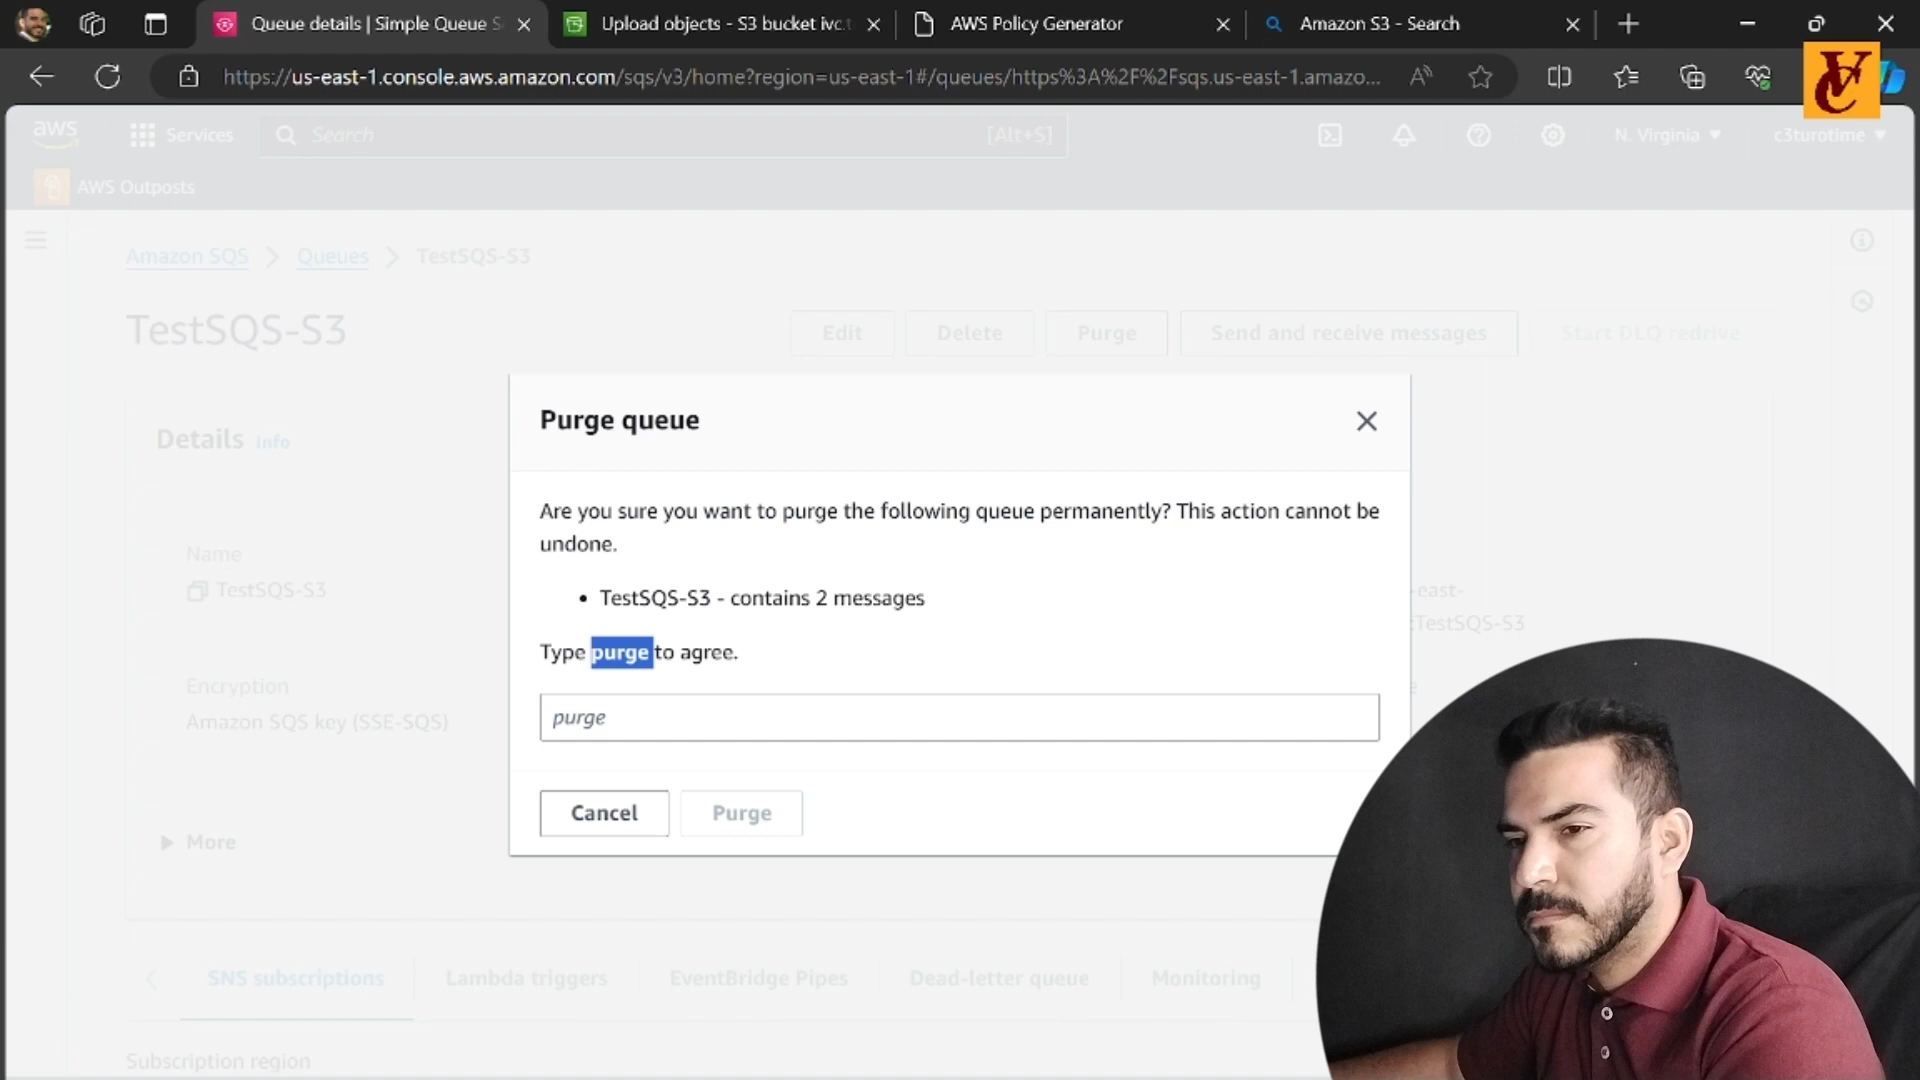 Queue details | Simple Queue S
Upload objects - S3 bucket ivc.
AWS Policy Generator
Amazon S3 - Search
https://us-east-1.console.aws.amazon.com/sqs/v3/home?region=us-east-1#/queues/https%3A%2F%2Fsqs.us-east-1.amazo...
aws
Services
Search
[Alt+S]
N. Virginia
c3turotime
AWS Outposts
Amazon SQS
Queues
TestSQS-S3
TestSQS-S3
Edit
Delete
Purge
Send and receive messages
Start DLQ redrive
Details Info
Name
TestSQS-S3
Encryption
Amazon SQS key (SSE-SQS)
More
Purge queue
Are you sure you want to purge the following queue permanently? This action cannot be
undone.
• TestSQS-S3 - contains 2 messages
Type purge to agree.
purge
Cancel
Purge
-east-
:TestSQS-S3
SNS subscriptions
Lambda triggers
EventBridge Pipes
Dead-letter queue
Monitoring
Subscription region